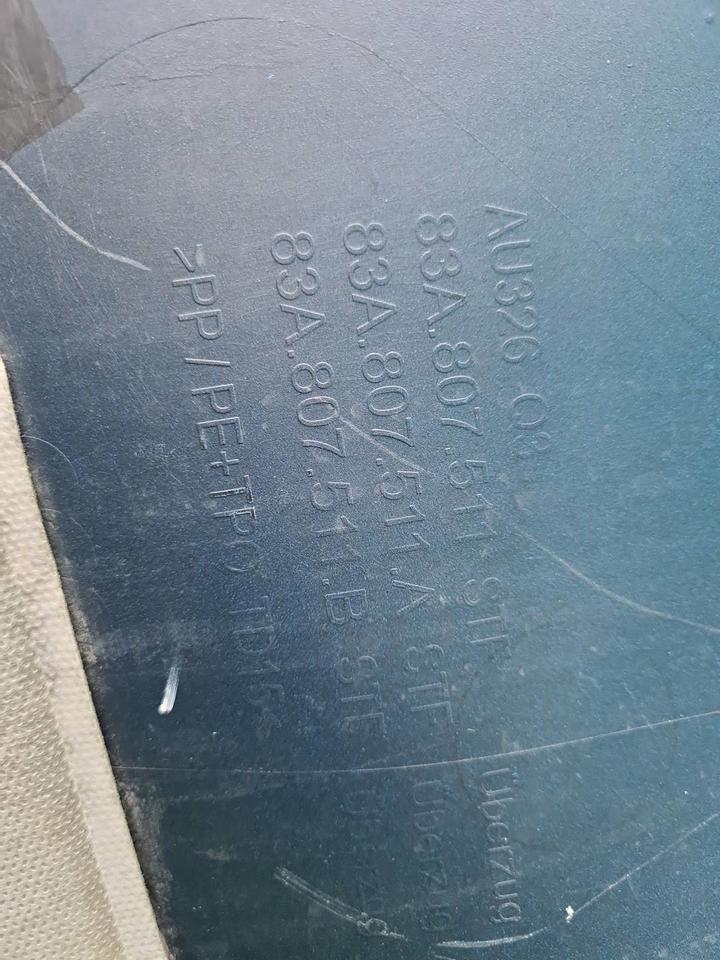 AU326 Q3
83A.807.511 STF Überzug
83A.807.511.A STF Überzug
83A.807.511.B STF Überzug
>PP/PE+TPO TD15<